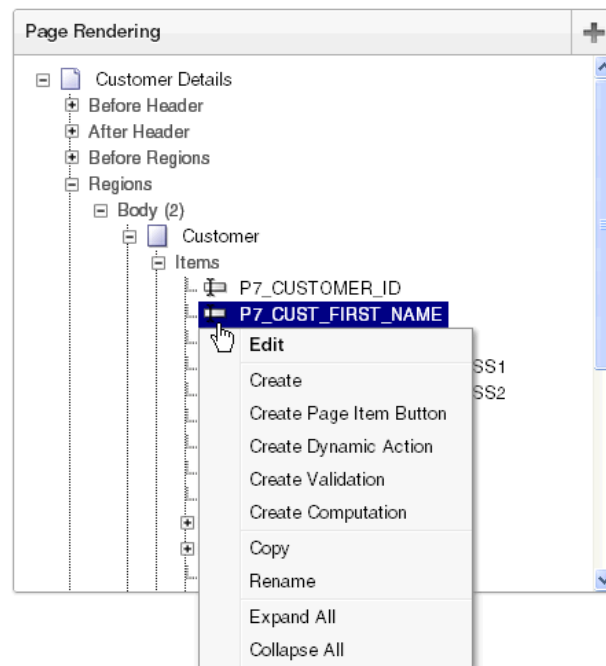 Page Rendering
Customer Details
Before Header
After Header
Before Regions
Regions
Body (2)
Customer
Items
P7_CUSTOMER_ID
P7_CUST_FIRST_NAME
Edit
SS1
Create
SS2
Create Page Item Button
Create Dynamic Action
Create Validation
Create Computation
Copy
Rename
Expand All
Collapse All